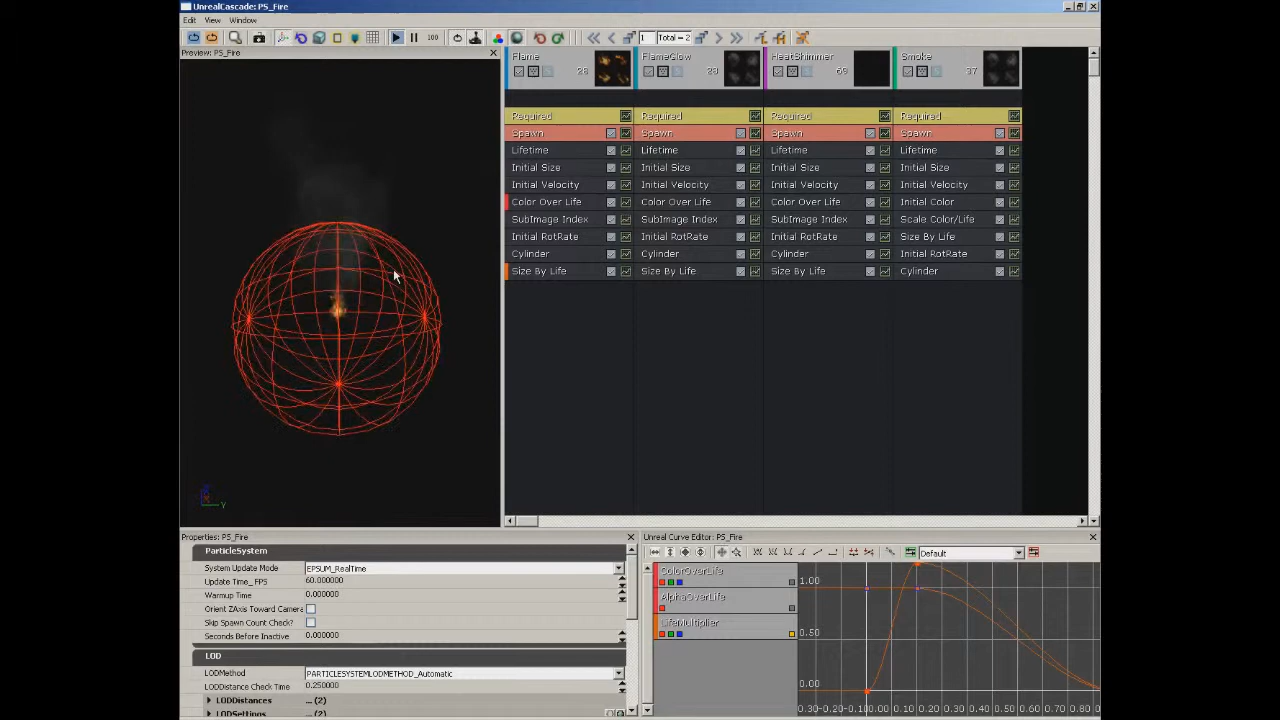 UnrealCascade: PS_Fire
Edit View Window
100 1 Total = 2
Preview: PS_Fire
Flame FlameGlow HeatShimmer Smoke
28 28 69 37
Required Required Required Required
Spawn Spawn Spawn Spawn
Lifetime Lifetime Lifetime Lifetime
Initial Size Initial Size Initial Size Initial Size
Initial Velocity Initial Velocity Initial Velocity Initial Velocity
Color Over Life Color Over Life Color Over Life Initial Color
SubImage Index SubImage Index SubImage Index Scale Color/Life
Initial RotRate Initial RotRate Initial RotRate Size By Life
Cylinder Cylinder Cylinder Initial RotRate
Size By Life Size By Life Size By Life Cylinder
Y
Properties: PS_Fire
ParticleSystem
System Update Mode EPSUM_RealTime
Update Time_FPS 60.000000
Warmup Time 0.000000
Orient ZAxis Toward Camera
Skip Spawn Count Check?
Seconds Before Inactive 0.000000
LOD
LODMethod PARTICLESYSTEMLODMETHOD_Automatic
LODDistance Check Time 0.250000
LODDistances ... (2)
LODSettings ... (2)
Unreal Curve Editor: PS_Fire
Default
ColorOverLife
AlphaOverLife
LifeMultiplier
1.00
0.50
0.00
0.10 0.20 0.30 0.40 0.50 0.60 0.70 0.80